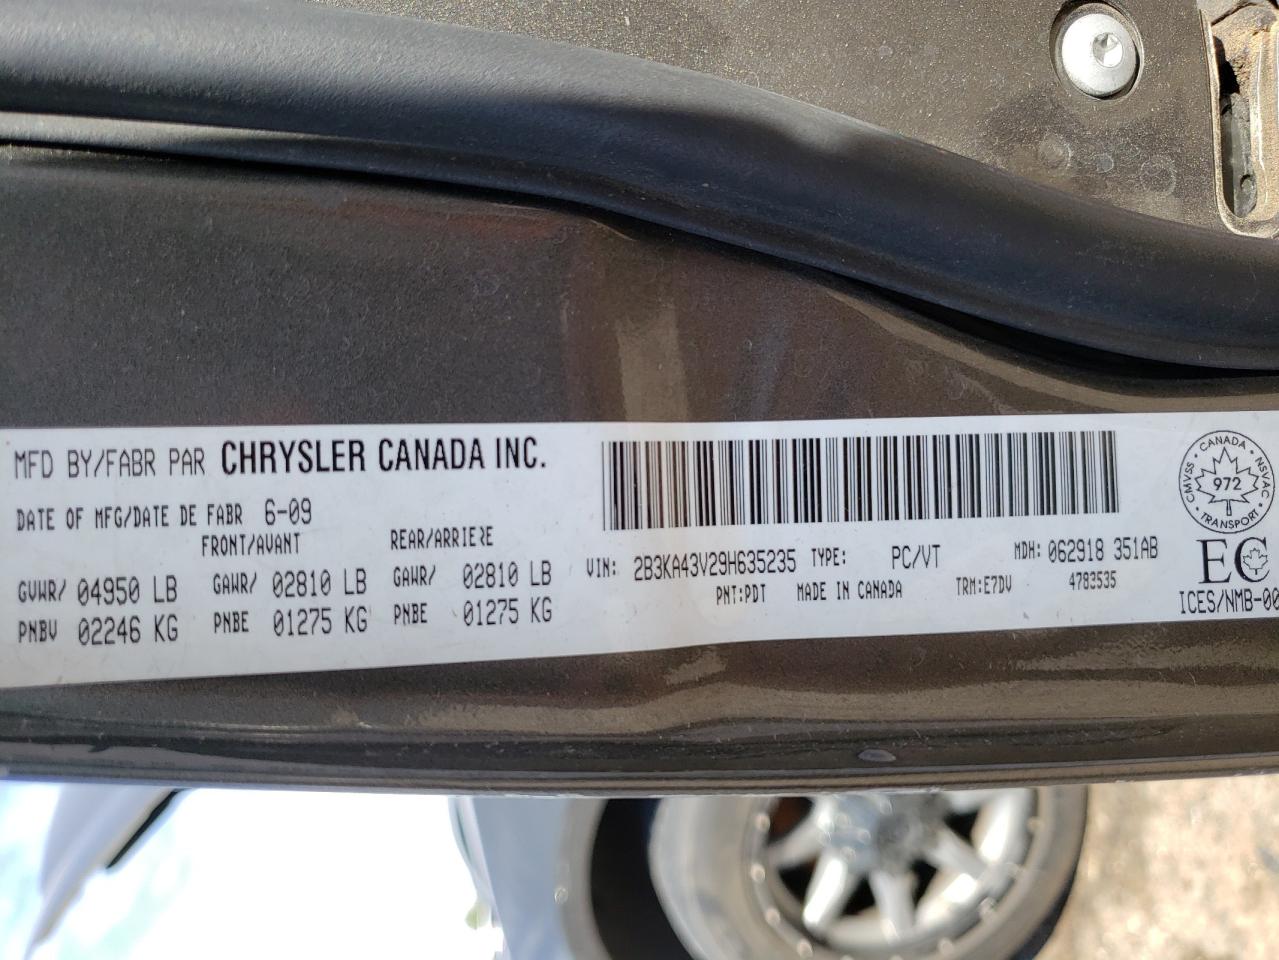 MFD BY/FABR PAR CHRYSLER CANADA INC.
DATE OF MFG/DATE DE FABR 6-09
FRONT/AVANT REAR/ARRIERE
GVWR/ 04950 LB GAWR/ 02810 LB GAWR/ 02810 LB
PNBV 02246 KG PNBE 01275 KG PNBE 01275 KG
VIN: 2B3KA43V29H635235 TYPE: PC/VT MDH: 062918 351AB
PNT:PDT MADE IN CANADA TRM:E7DV 4783535
CANADA
CMVSS 972 NSVAC
TRANSPORT
EC
ICES/NMB-00